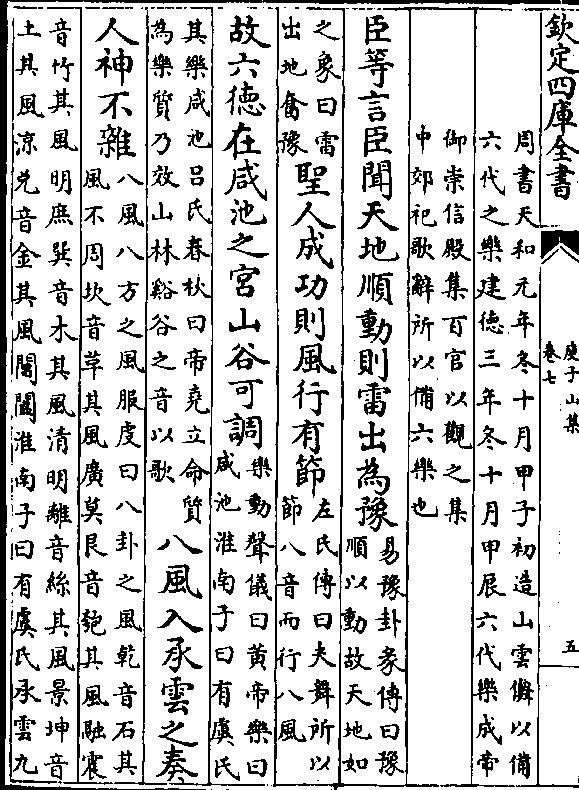 欽定四庫全書
庾子山集
卷七
五
周書天和元年冬十月甲子初造山雲儛以備
六代之樂建德三年冬十月甲辰六代樂成帝
御崇信殿集百官以觀之集
中郊祀歌辭所以備六樂也
臣等言臣聞天地順動則雷出為豫易豫卦彖傳曰豫
順以動故天地如
之象曰雷
出地奮豫聖人成功則風行有節左氏傳曰夫舞所以
節八音而行八風
故六德在咸池之宮山谷可調樂動聲儀曰黄帝樂曰
咸池淮南子曰有虞氏
其樂咸池吕氏春秋曰帝堯立命質
為樂質乃效山林谿谷之音以歌八風入承雲之奏
人神不雜八風八方之風服虔曰八卦之風乾音石其
風不周坎音革其風廣莫艮音匏其風融震
音竹其風明庶巽音木其風清明離音絲其風景坤音
土其風涼兌音金其風閶闔淮南子曰有虞氏承雲九